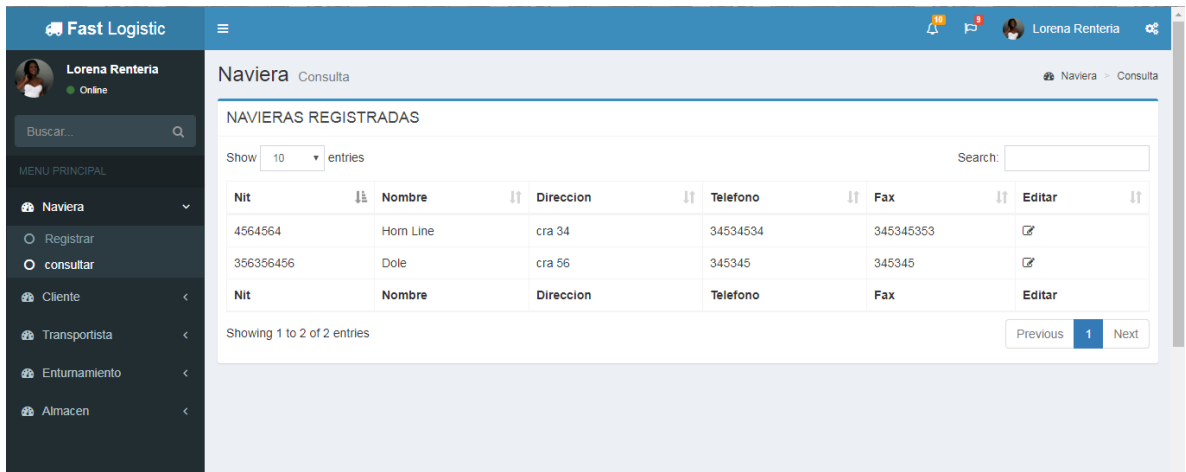 Fast Logistic
10
9
Lorena Renteria
Lorena Renteria
Online
Buscar...
MENU PRINCIPAL
Naviera
Registrar
consultar
Cliente
Transportista
Enturnamiento
Almacen
Naviera Consulta
Naviera > Consulta
NAVIERAS REGISTRADAS
Show 10 entries
Search:
Nit Nombre Direccion Telefono Fax Editar
4564564 Horn Line cra 34 34534534 345345353
356356456 Dole cra 56 345345 345345
Nit Nombre Direccion Telefono Fax Editar
Showing 1 to 2 of 2 entries
Previous 1 Next